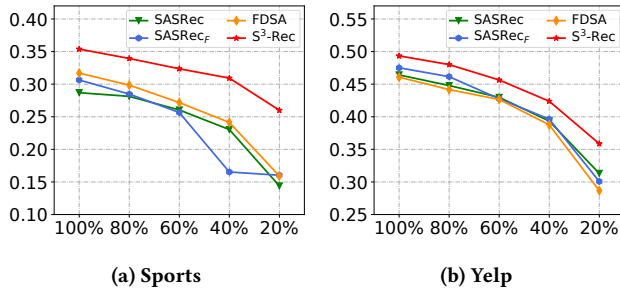 SASRec
FDSA
SASRec_F
S³-Rec
0.40
0.35
0.30
0.25
0.20
0.15
0.10
100% 80% 60% 40% 20%
(a) Sports
SASRec
FDSA
SASRec_F
S³-Rec
0.55
0.50
0.45
0.40
0.35
0.30
0.25
100% 80% 60% 40% 20%
(b) Yelp